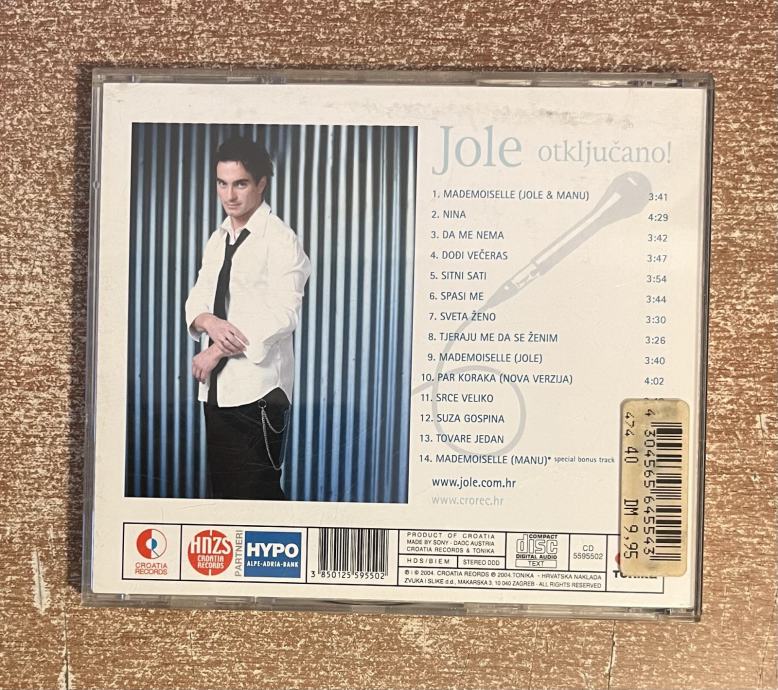 Jole otključano!
1. MADEMOISELLE (JOLE & MANU) 3:41
2. NINA 4:29
3. DA ME NEMA 3:42
4. DOĐI VEČERAS 3:47
5. SITNI SATI 3:54
6. SPASI ME 3:44
7. SVETA ŽENO 3:30
8. TJERAJU ME DA SE ŽENIM 3:26
9. MADEMOISELLE (JOLE) 3:40
10. PAR KORAKA (NOVA VERZIJA) 4:02
11. SRCE VELIKO
12. SUZA GOSPINA
13. TOVARE JEDAN
14. MADEMOISELLE (MANU)* special bonus track
www.jole.com.hr
www.crorec.hr
4 304565 645543
474 40 DM 9,95
CROATIA
RECORDS
HNZS
CROATIA
RECORDS
PARTNERI
HYPO
ALPE-ADRIA-BANK
3 850125 595502
PRODUCT OF CROATIA
MADE BY SONY - DADC AUSTRIA
CROATIA RECORDS & TONIKA
HDS/BIEM STEREO DDD
COMPACT
disc
DIGITAL AUDIO
TEXT
CD
5595502
℗ i © 2004. CROATIA RECORDS © 2004.TONIKA - HRVATSKA NAKLADA
ZVUKA I SLIKE d.d., MAKARSKA 3, 10 040 ZAGREB - ALL RIGHTS RESERVED